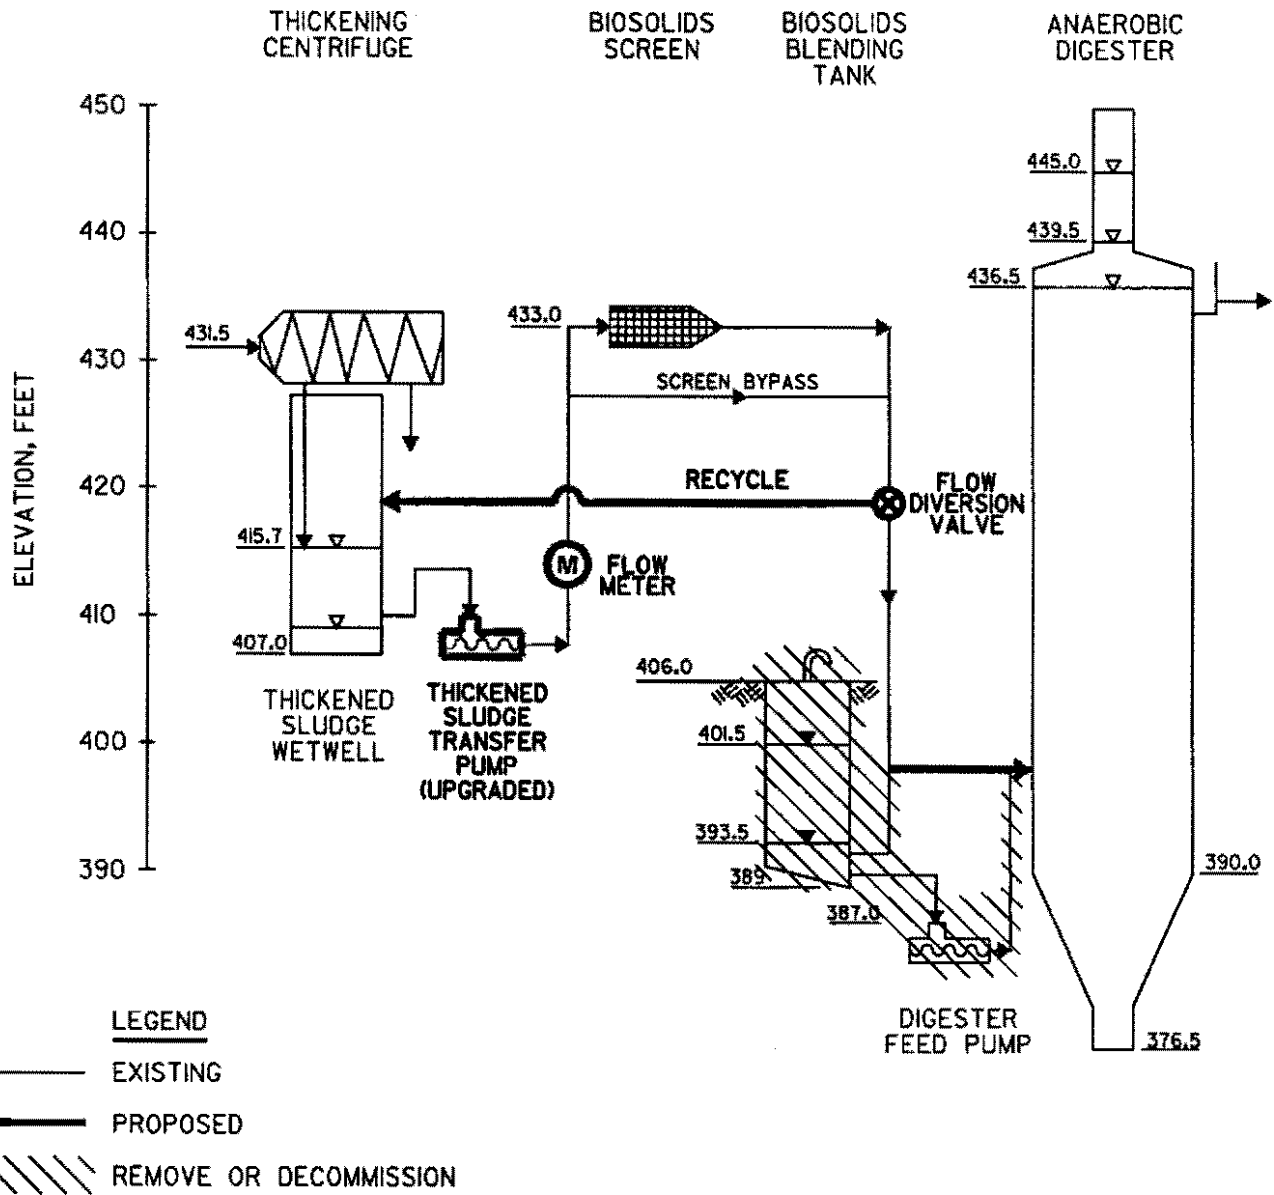 THICKENING
CENTRIFUGE
BIOSOLIDS
SCREEN
BIOSOLIDS
BLENDING
TANK
ANAEROBIC
DIGESTER
ELEVATION, FEET
450
440
430
420
410
400
390
445.0
439.5
436.5
433.0
431.5
SCREEN BYPASS
RECYCLE
FLOW
DIVERSION
VALVE
415.7
M
FLOW
METER
407.0
406.0
THICKENED
SLUDGE
WETWELL
THICKENED
SLUDGE
TRANSFER
PUMP
(UPGRADED)
401.5
393.5
389
387.0
390.0
DIGESTER
FEED PUMP
376.5
LEGEND
EXISTING
PROPOSED
REMOVE OR DECOMMISSION